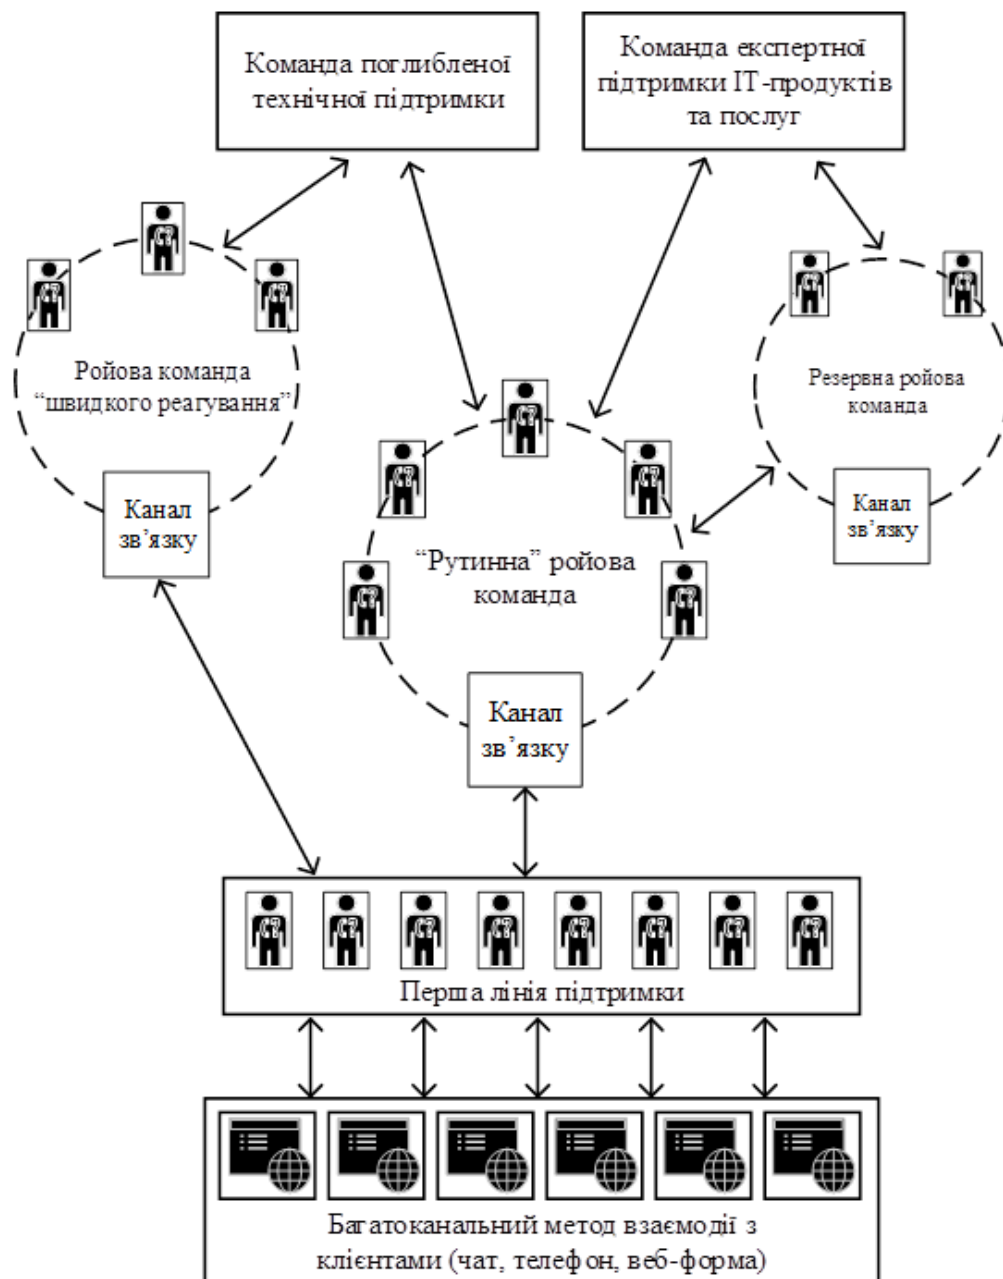 Команда поглибленої
технічної підтримки
Команда експертної
підтримки ІТ-продуктів
та послуг
Ройова команда
“швидкого реагування”
Канал
зв’язку
“Рутинна” ройова
команда
Канал
зв’язку
Резервна ройова
команда
Канал
зв’язку
Перша лінія підтримки
Багатоканальний метод взаємодії з
клієнтами (чат, телефон, веб-форма)